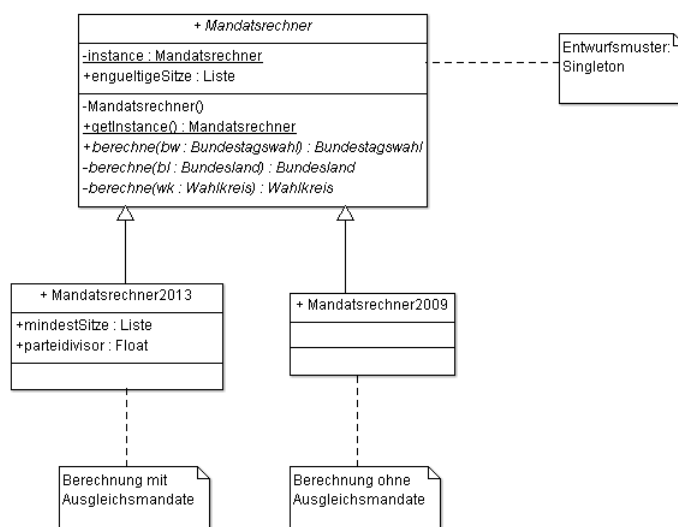 + Mandatsrechner
-instance : Mandatsrechner
+engueltigeSitze : Liste
-Mandatsrechner()
+getInstance() : Mandatsrechner
+berechne(bw : Bundestagswahl) : Bundestagswahl
-berechne(bl : Bundesland) : Bundesland
-berechne(wk : Wahlkreis) : Wahlkreis
Entwurfsmuster:
Singleton
+ Mandatsrechner2013
+mindestSitze : Liste
+parteidivisor : Float
+ Mandatsrechner2009
Berechnung mit
Ausgleichsmandate
Berechnung ohne
Ausgleichsmandate